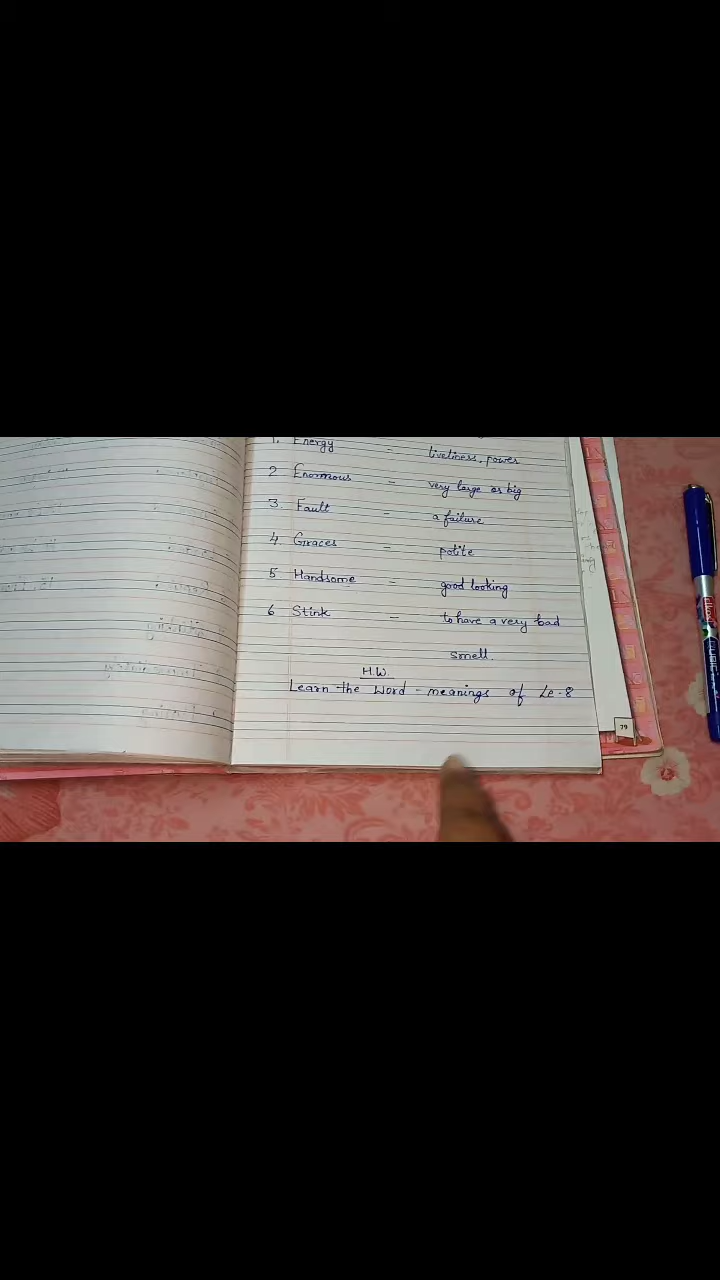 1. Energy - liveliness, power
2 Enormous - very large or big
3. Fault - a failure
4. Graces - polite
5 Handsome - good looking
6 Stink - to have a very bad
smell.
H.W.
Learn the Word-meanings of Le-8
79